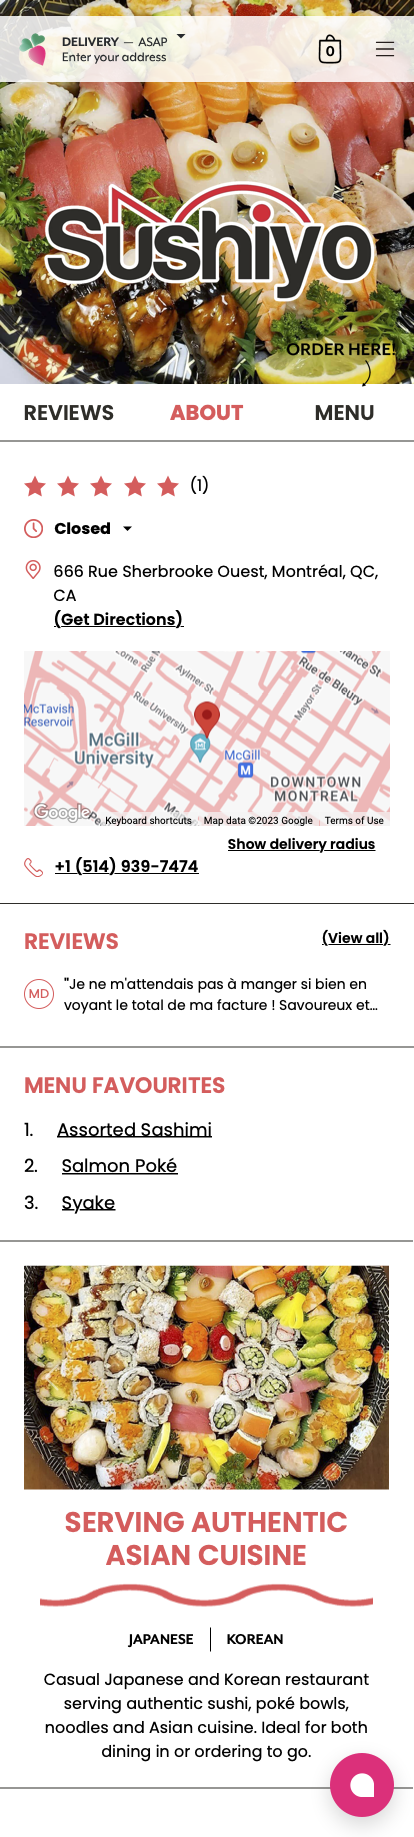 DELIVERY — ASAP
Enter your address
0
Sushiyo
ORDER HERE!
REVIEWS ABOUT MENU
(1)
Closed
666 Rue Sherbrooke Ouest, Montréal, QC,
CA
(Get Directions)
Aylmer St
Rue de Bleury
McTavish
Reservoir
Rue University
Mayor St
McGill
University
McGill
M
DOWNTOWN
MONTREAL
Google
Keyboard shortcuts Map data ©2023 Google Terms of Use
Show delivery radius
+1 (514) 939-7474
REVIEWS (View all)
MD
"Je ne m'attendais pas à manger si bien en
voyant le total de ma facture ! Savoureux et...
MENU FAVOURITES
1. Assorted Sashimi
2. Salmon Poké
3. Syake
SERVING AUTHENTIC
ASIAN CUISINE
JAPANESE | KOREAN
Casual Japanese and Korean restaurant
serving authentic sushi, poké bowls,
noodles and Asian cuisine. Ideal for both
dining in or ordering to go.